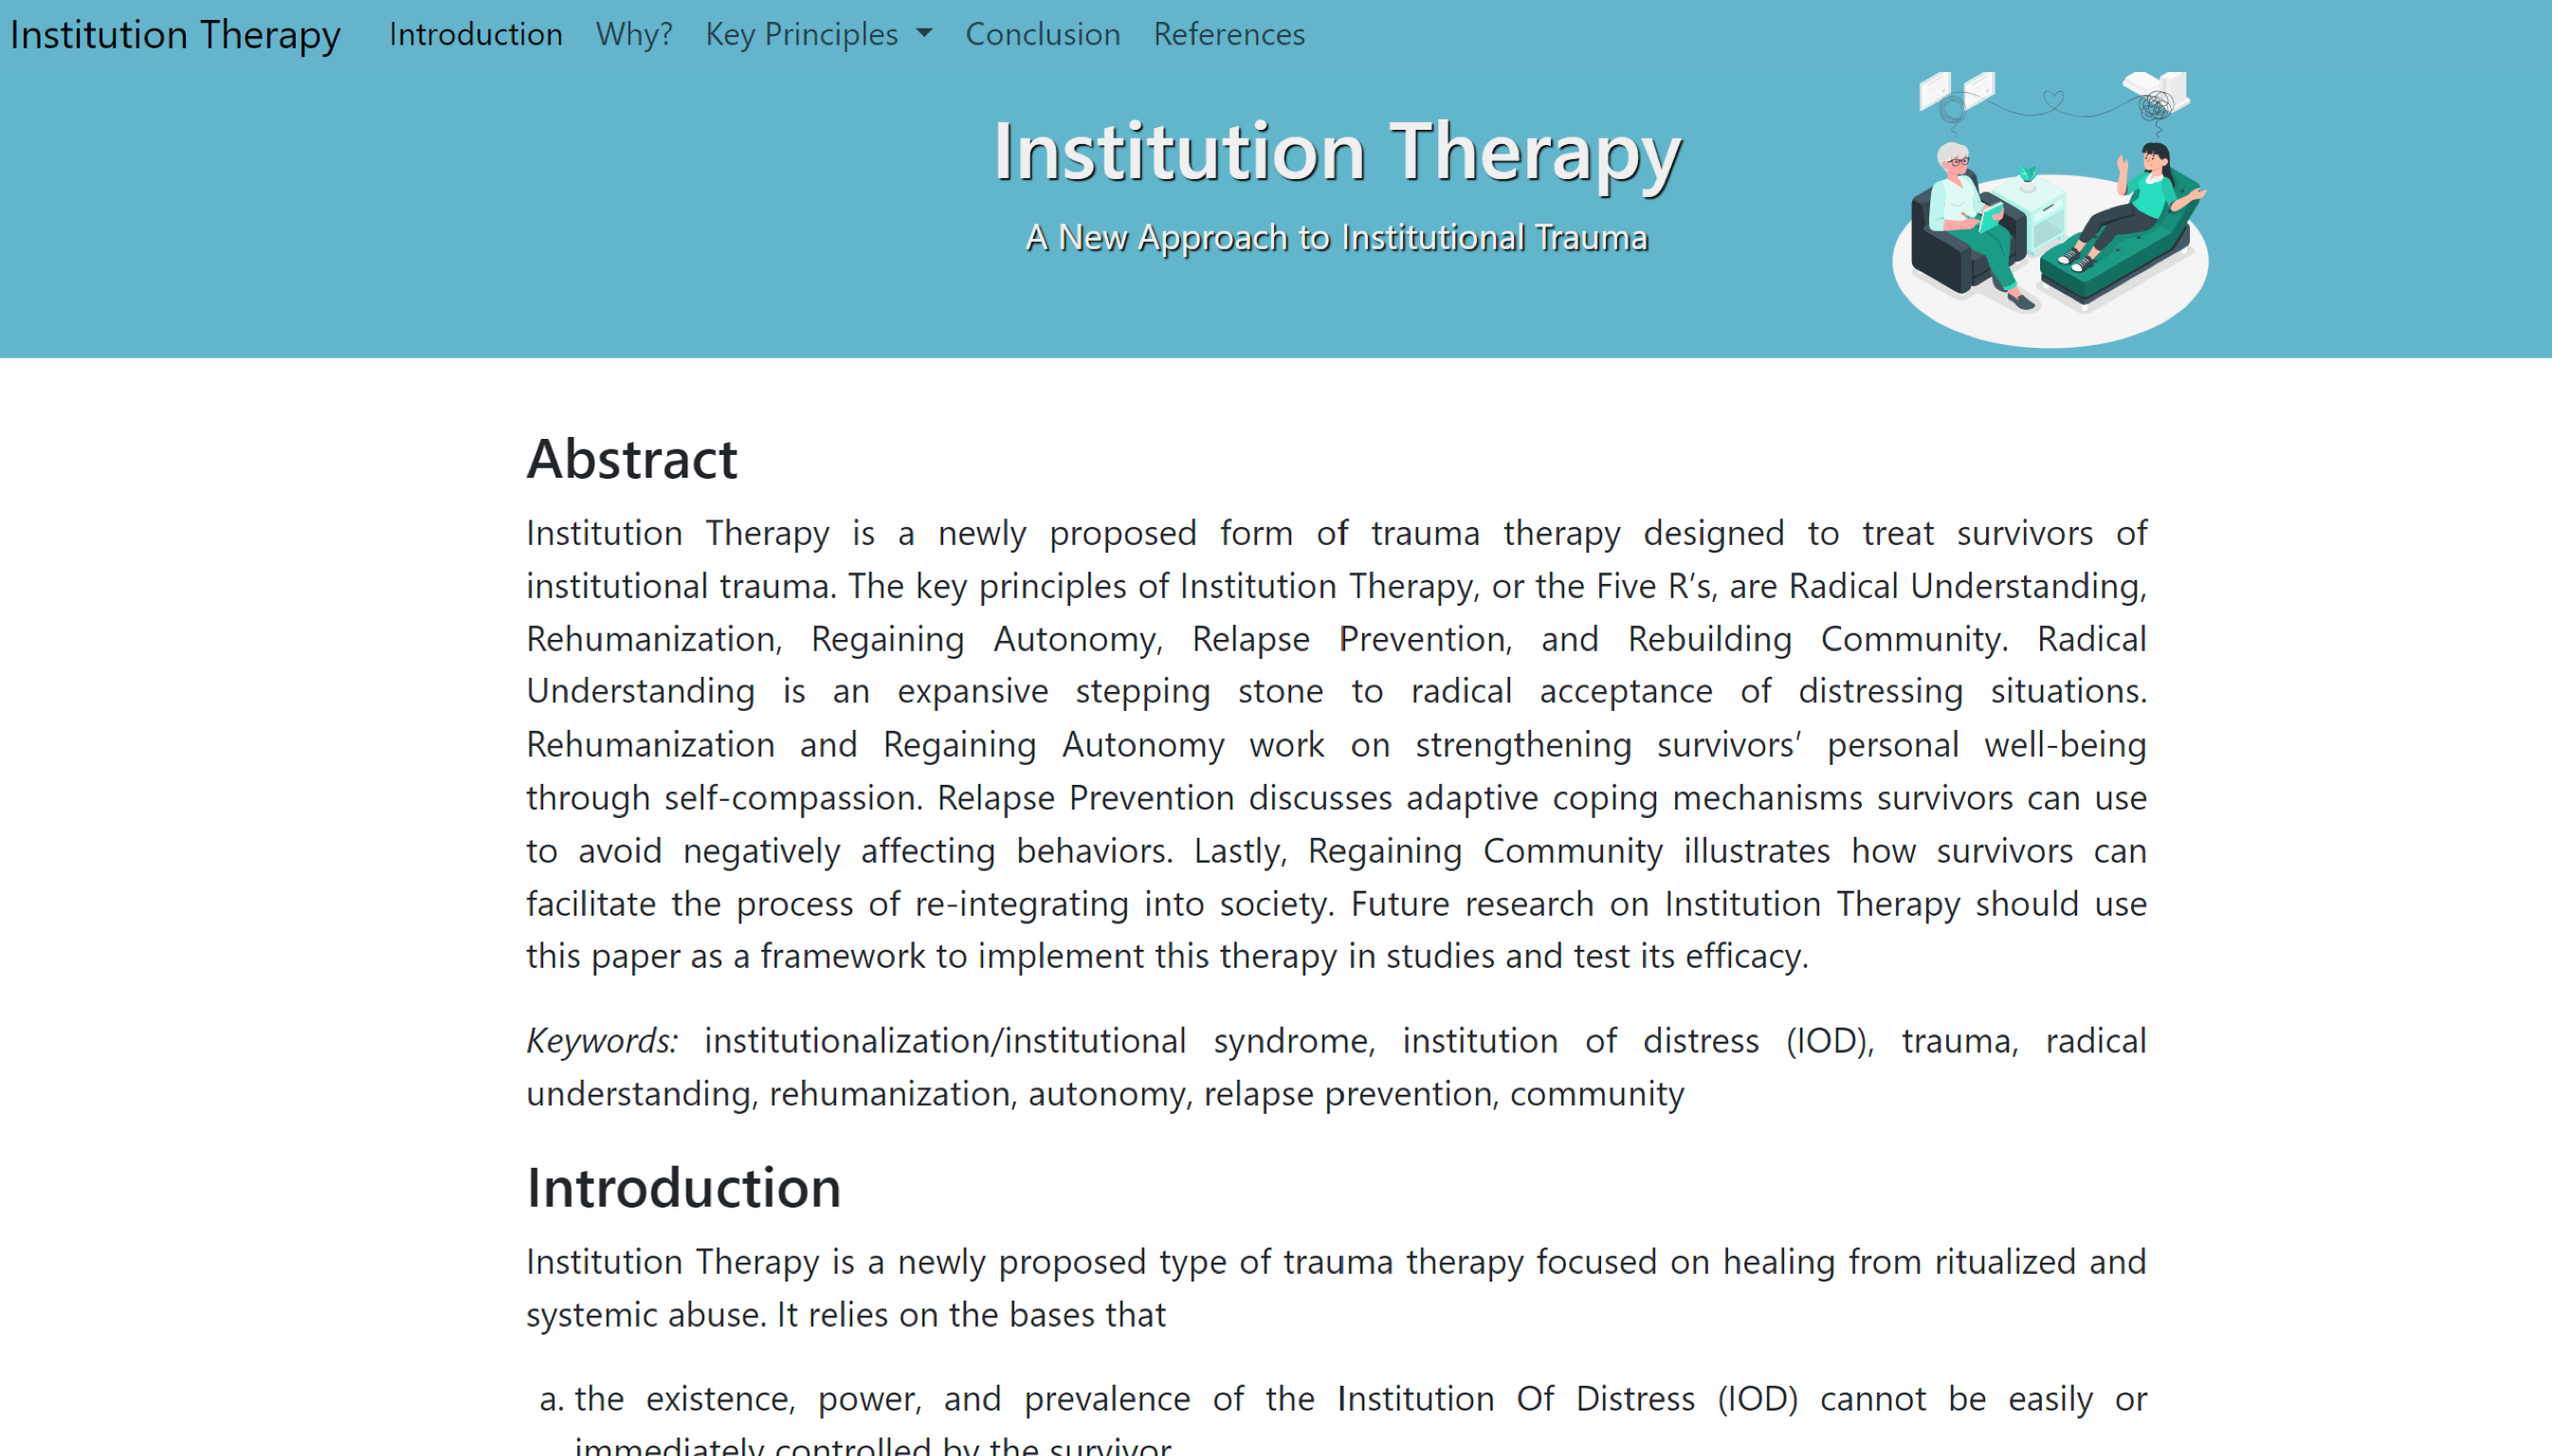 Institution Therapy Introduction Why? Key Principles Conclusion References
Institution Therapy
A New Approach to Institutional Trauma
Abstract
Institution Therapy is a newly proposed form of trauma therapy designed to treat survivors of
institutional trauma. The key principles of Institution Therapy, or the Five R’s, are Radical Understanding,
Rehumanization, Regaining Autonomy, Relapse Prevention, and Rebuilding Community. Radical
Understanding is an expansive stepping stone to radical acceptance of distressing situations.
Rehumanization and Regaining Autonomy work on strengthening survivors’ personal well-being
through self-compassion. Relapse Prevention discusses adaptive coping mechanisms survivors can use
to avoid negatively affecting behaviors. Lastly, Regaining Community illustrates how survivors can
facilitate the process of re-integrating into society. Future research on Institution Therapy should use
this paper as a framework to implement this therapy in studies and test its efficacy.
Keywords: institutionalization/institutional syndrome, institution of distress (IOD), trauma, radical
understanding, rehumanization, autonomy, relapse prevention, community
Introduction
Institution Therapy is a newly proposed type of trauma therapy focused on healing from ritualized and
systemic abuse. It relies on the bases that
a. the existence, power, and prevalence of the Institution Of Distress (IOD) cannot be easily or
immediately controlled by the survivor